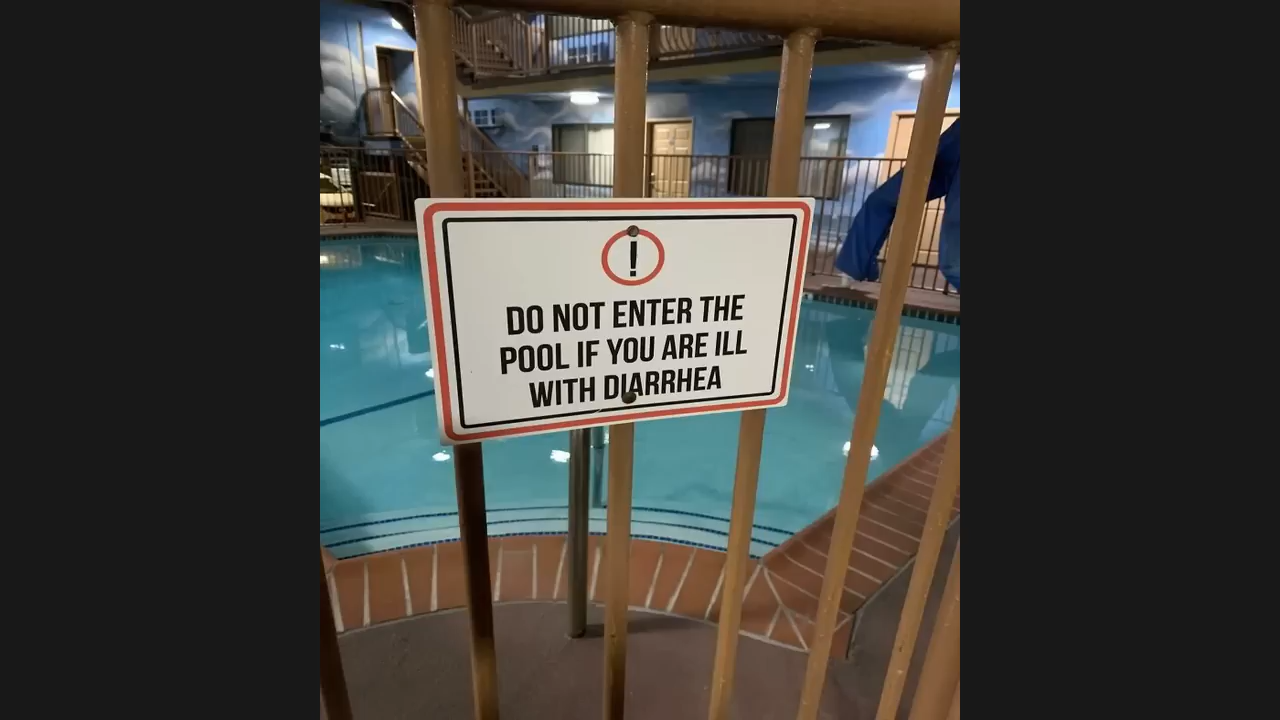 !
DO NOT ENTER THE
POOL IF YOU ARE ILL
WITH DIARRHEA